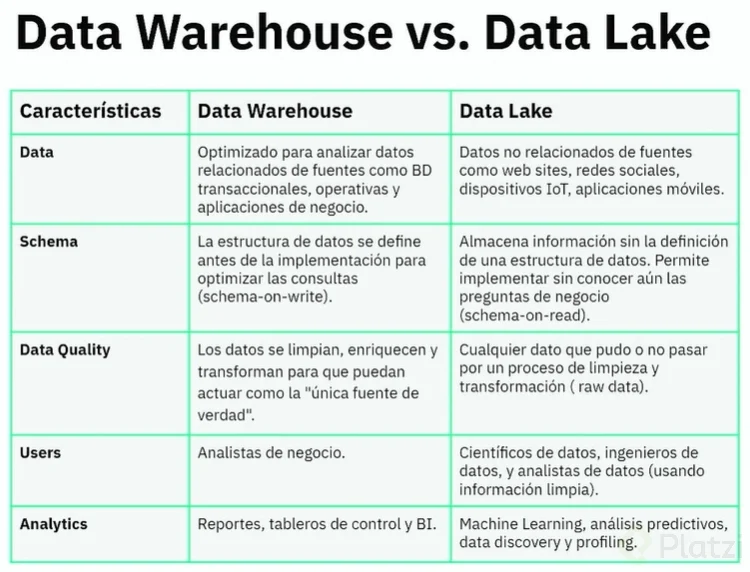 Data Warehouse vs. Data Lake
Características
Data Warehouse
Data Lake
Data
Optimizado para analizar datos
relacionados de fuentes como BD
transaccionales, operativas y
aplicaciones de negocio.
Datos no relacionados de fuentes
como web sites, redes sociales,
dispositivos IoT, aplicaciones móviles.
Schema
La estructura de datos se define
antes de la implementación para
optimizar las consultas
(schema-on-write).
Almacena información sin la definición
de una estructura de datos. Permite
implementar sin conocer aún las
preguntas de negocio
(schema-on-read).
Data Quality
Los datos se limpian, enriquecen y
transforman para que puedan
actuar como la "única fuente de
verdad".
Cualquier dato que pudo o no pasar
por un proceso de limpieza y
transformación ( raw data).
Users
Analistas de negocio.
Científicos de datos, ingenieros de
datos, y analistas de datos (usando
información limpia).
Analytics
Reportes, tableros de control y BI.
Machine Learning, análisis predictivos,
data discovery y profiling.
Platzi